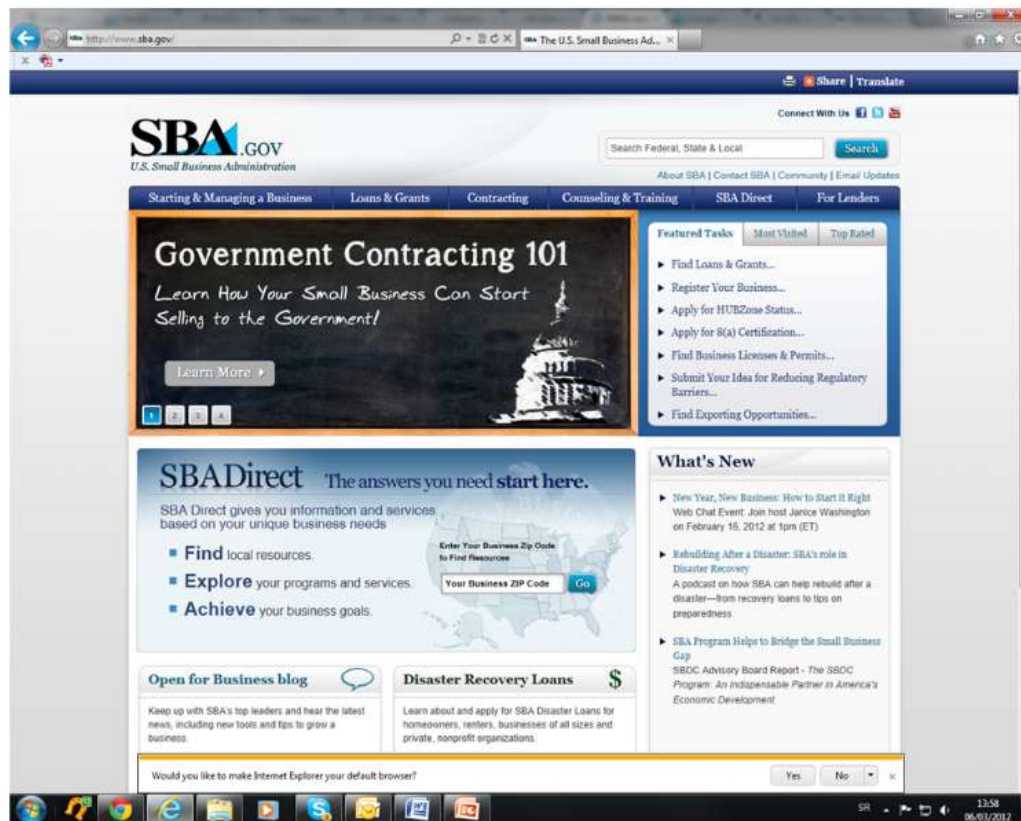 http://www.sba.gov/
The U.S. Small Business Ad...
Share | Translate
Connect With Us
SBA.GOV
U.S. Small Business Administration
Search Federal, State & Local
Search
About SBA | Contact SBA | Community | Email Updates
Starting & Managing a Business Loans & Grants Contracting Counseling & Training SBA Direct For Lenders
Government Contracting 101
Learn How Your Small Business Can Start
Selling to the Government!
Learn More
1 2 3 4
Featured Tasks Most Visited Top Rated
Find Loans & Grants...
Register Your Business...
Apply for HUBZone Status...
Apply for 8(a) Certification...
Find Business Licenses & Permits...
Submit Your Idea for Reducing Regulatory
Barriers...
Find Exporting Opportunities...
SBADirect The answers you need start here.
SBA Direct gives you information and services
based on your unique business needs
Find local resources.
Explore your programs and services.
Achieve your business goals.
Enter Your Business Zip Code
to Find Resources
Your Business ZIP Code Go
What's New
New Year, New Business: How to Start it Right
Web Chat Event: Join host Janice Washington
on February 16, 2012 at 1pm (ET)
Rebuilding After a Disaster: SBA's role in
Disaster Recovery
A podcast on how SBA can help rebuild after a
disaster—from recovery loans to tips on
preparedness
SBA Program Helps to Bridge the Small Business
Gap
SBDC Advisory Board Report - The SBDC
Program: An Indispensable Partner in America's
Economic Development
Open for Business blog
Keep up with SBA's top leaders and hear the latest
news, including new tools and tips to grow a
business.
Disaster Recovery Loans $
Learn about and apply for SBA Disaster Loans for
homeowners, renters, businesses of all sizes and
private, nonprofit organizations.
Would you like to make Internet Explorer your default browser?
Yes No
SR
13:58
06/03/2012